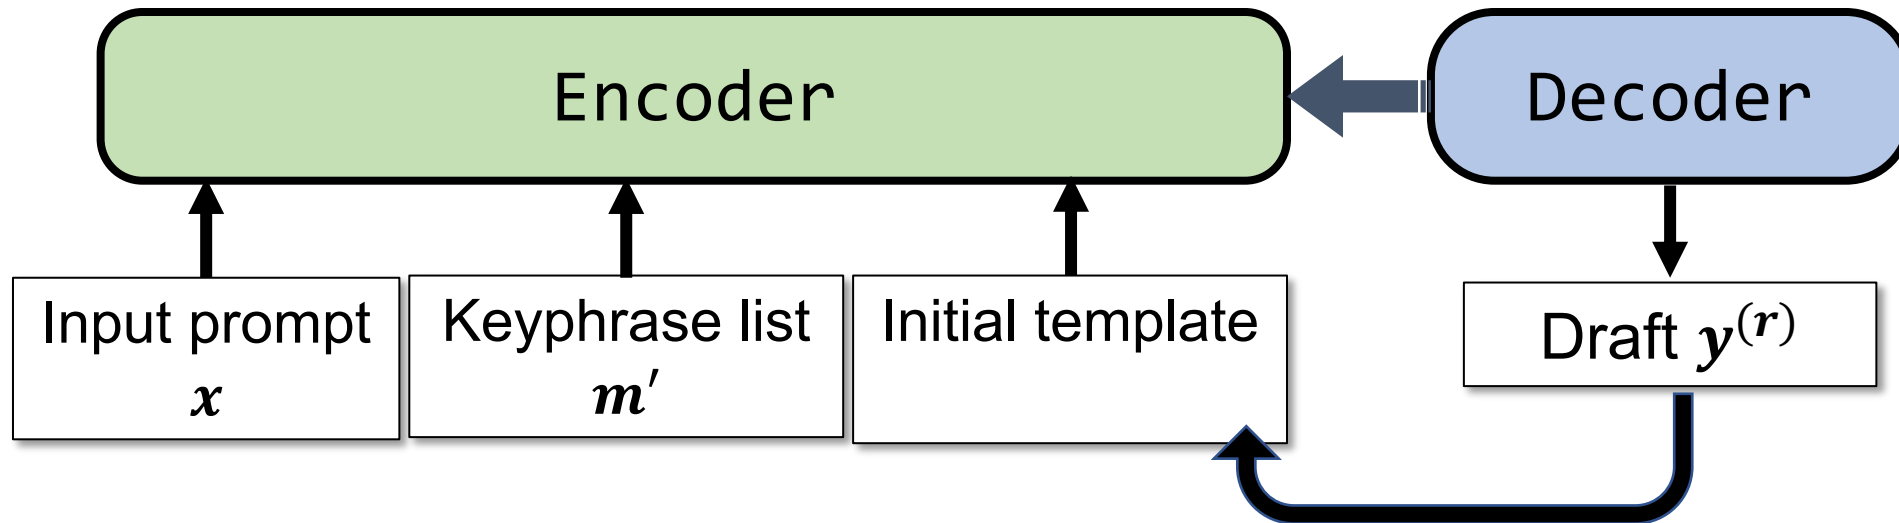 Encoder
Decoder
Input prompt
x
Keyphrase list
m′
Initial template
Draft y^(r)